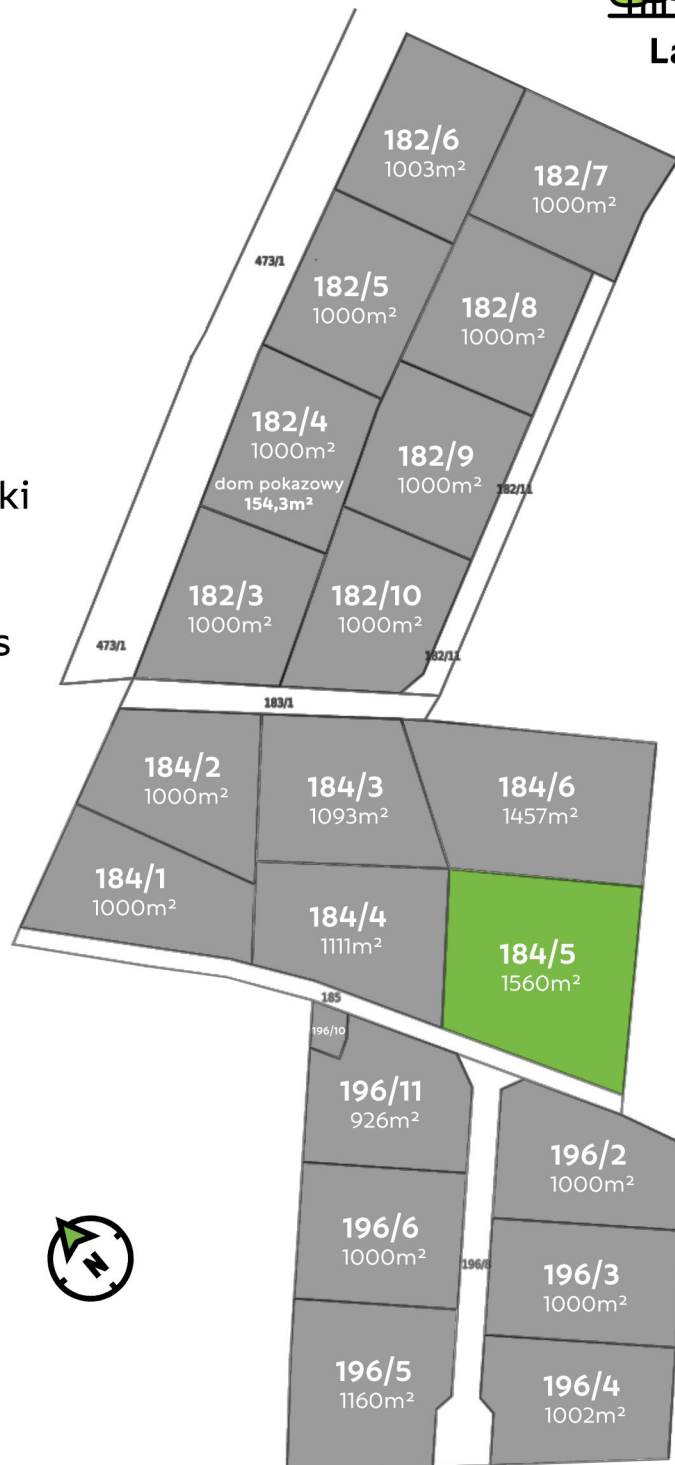 La
182/6
1003m²
182/7
1000m²
473/1
182/5
1000m²
182/8
1000m²
182/4
1000m²
dom pokazowy
154,3m²
182/9
1000m²
ki
182/11
182/3
1000m²
182/10
1000m²
s
473/1
182/11
183/1
184/2
1000m²
184/3
1093m²
184/6
1457m²
184/1
1000m²
184/4
1111m²
184/5
1560m²
185
196/10
196/11
926m²
196/2
1000m²
196/6
1000m²
196/8
196/3
1000m²
N
196/5
1160m²
196/4
1002m²